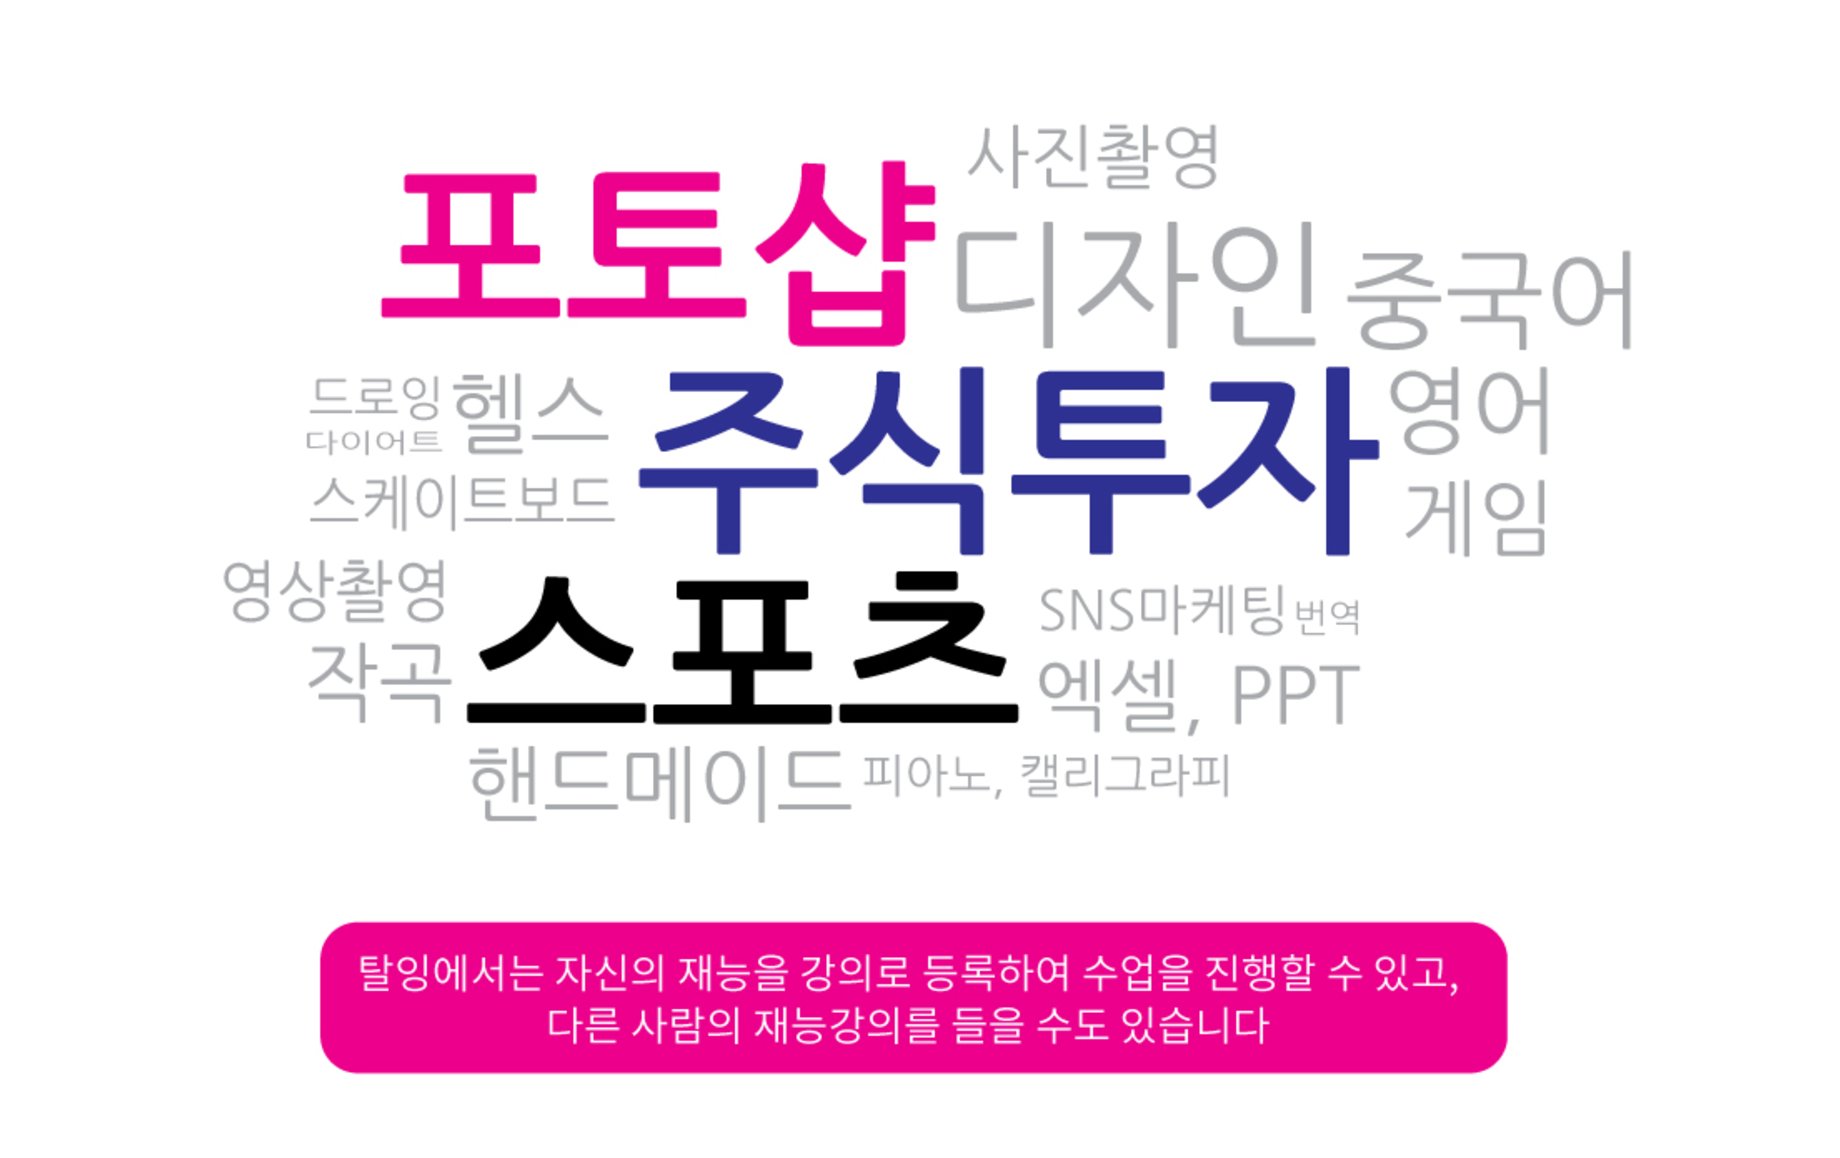 사진촬영
포토샵 디자인 중국어
드로잉 헬스 주식투자 영어
다이어트
스케이트보드 게임
영상촬영 SNS마케팅 번역
작곡 스포츠 엑셀, PPT
핸드메이드 피아노, 캘리그라피
탈잉에서는 자신의 재능을 강의로 등록하여 수업을 진행할 수 있고,
다른 사람의 재능강의를 들을 수도 있습니다